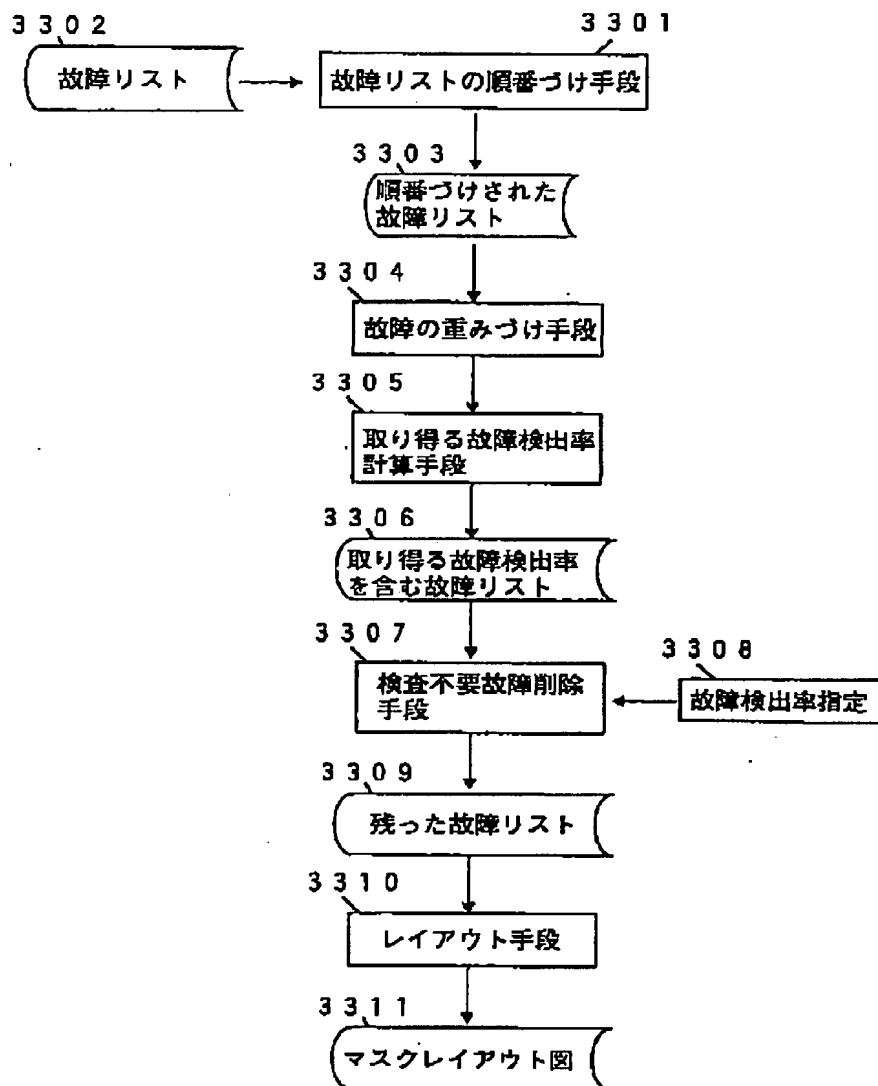 3302
故障リスト
3301
故障リストの順番づけ手段
3303
順番づけされた
故障リスト
3304
故障の重みづけ手段
3305
取り得る故障検出率
計算手段
3306
取り得る故障検出率
を含む故障リスト
3307
検査不要故障削除
手段
3308
故障検出率指定
3309
残った故障リスト
3310
レイアウト手段
3311
マスクレイアウト図